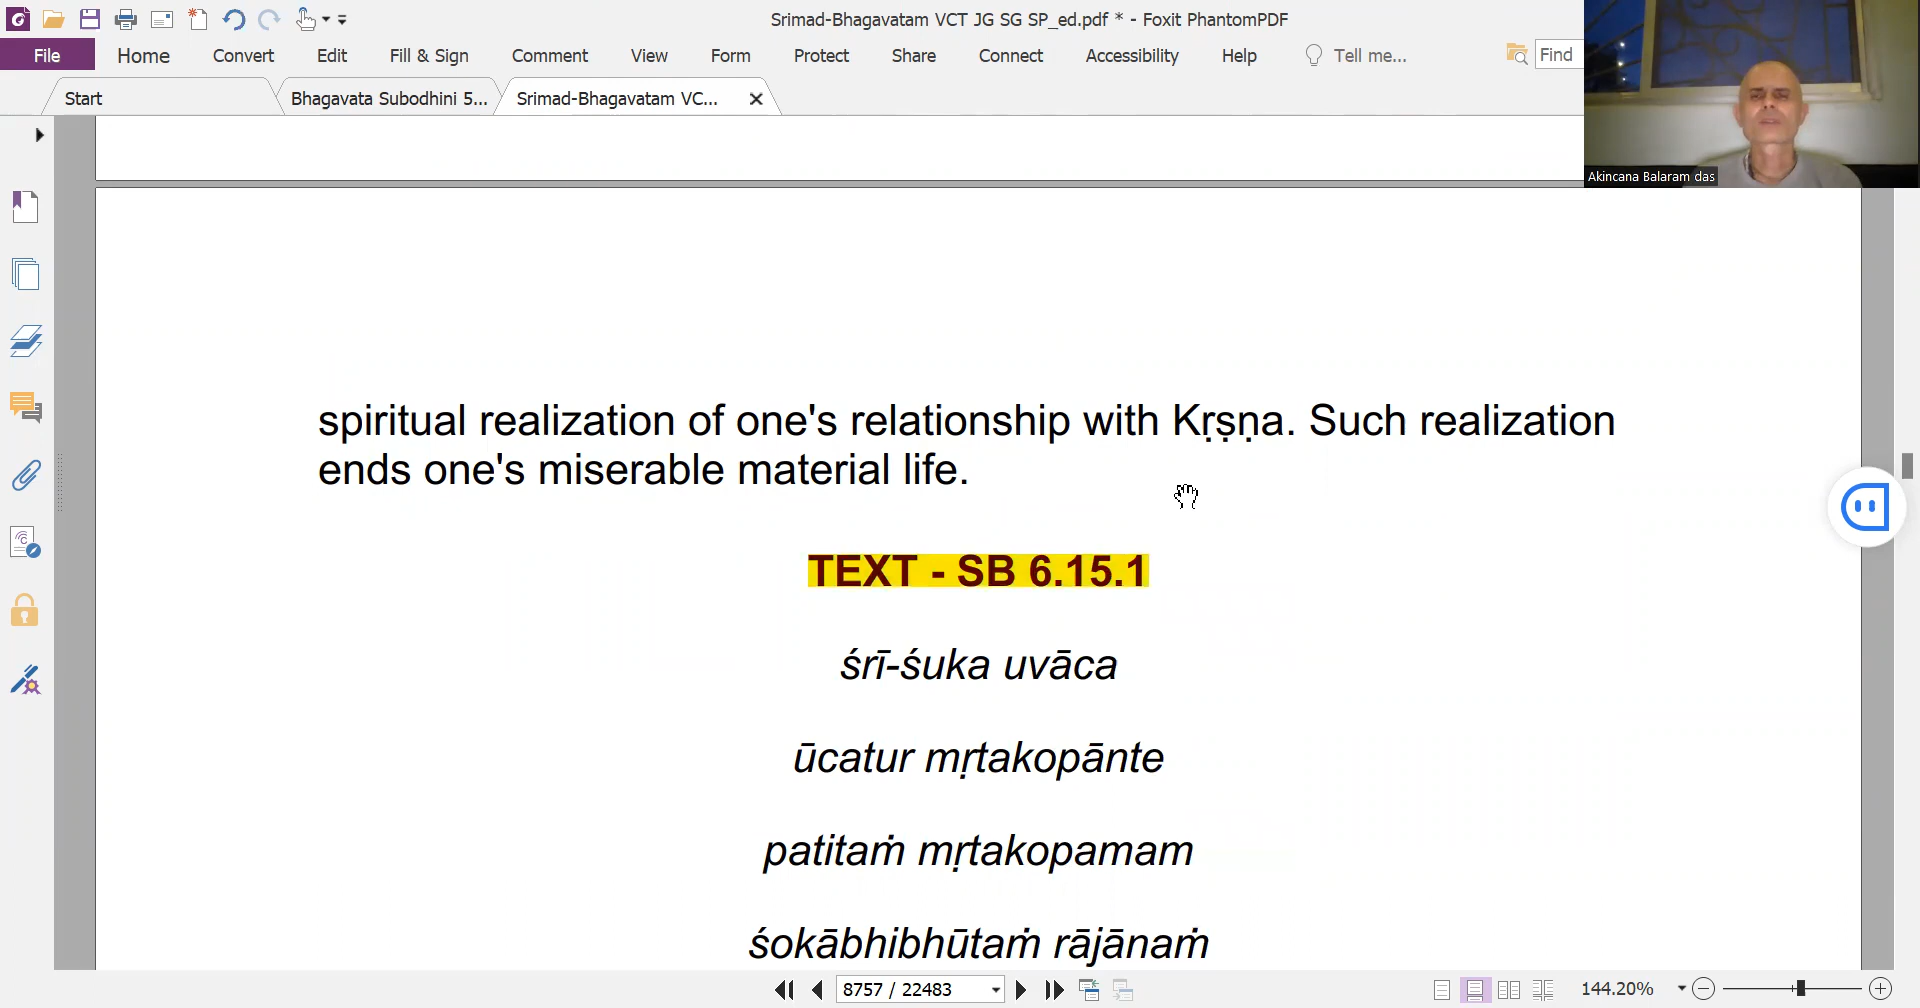 Srimad-Bhagavatam VCT JG SG SP_ed.pdf * - Foxit PhantomPDF
File Home Convert Edit Fill & Sign Comment View Form Protect Share Connect Accessibility Help Tell me... Find
Start Bhagavata Subodhini 5... Srimad-Bhagavatam VC...
Akincana Balaram das
spiritual realization of one's relationship with Kṛṣṇa. Such realization
ends one's miserable material life.
TEXT - SB 6.15.1
śrī-śuka uvāca
ūcatur mṛtakopānte
patitaṁ mṛtakopamam
śokābhibhūtaṁ rājānaṁ
8757 / 22483 144.20%